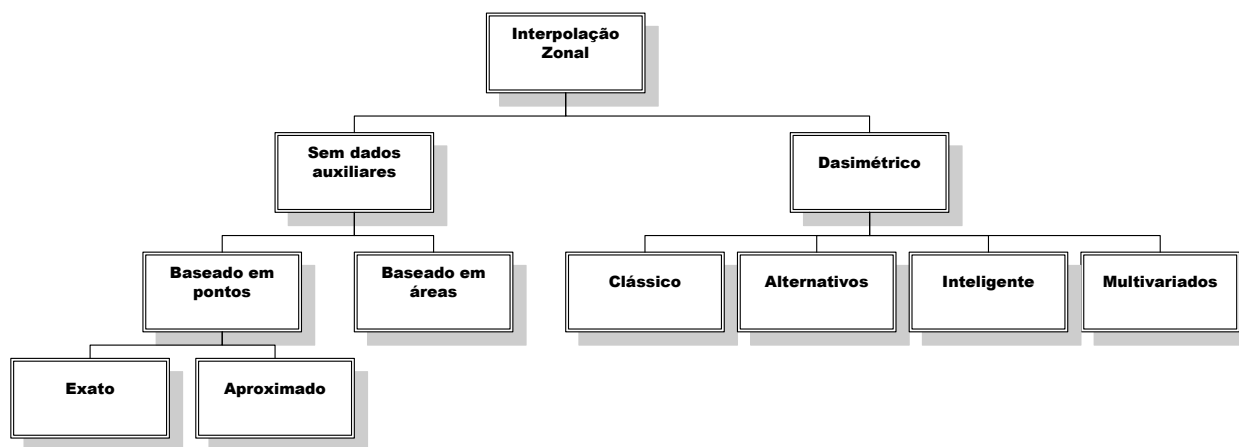 Interpolação
Zonal
Sem dados
auxiliares
Dasimétrico
Baseado em
pontos
Baseado em
áreas
Clássico
Alternativos
Inteligente
Multivariados
Exato
Aproximado